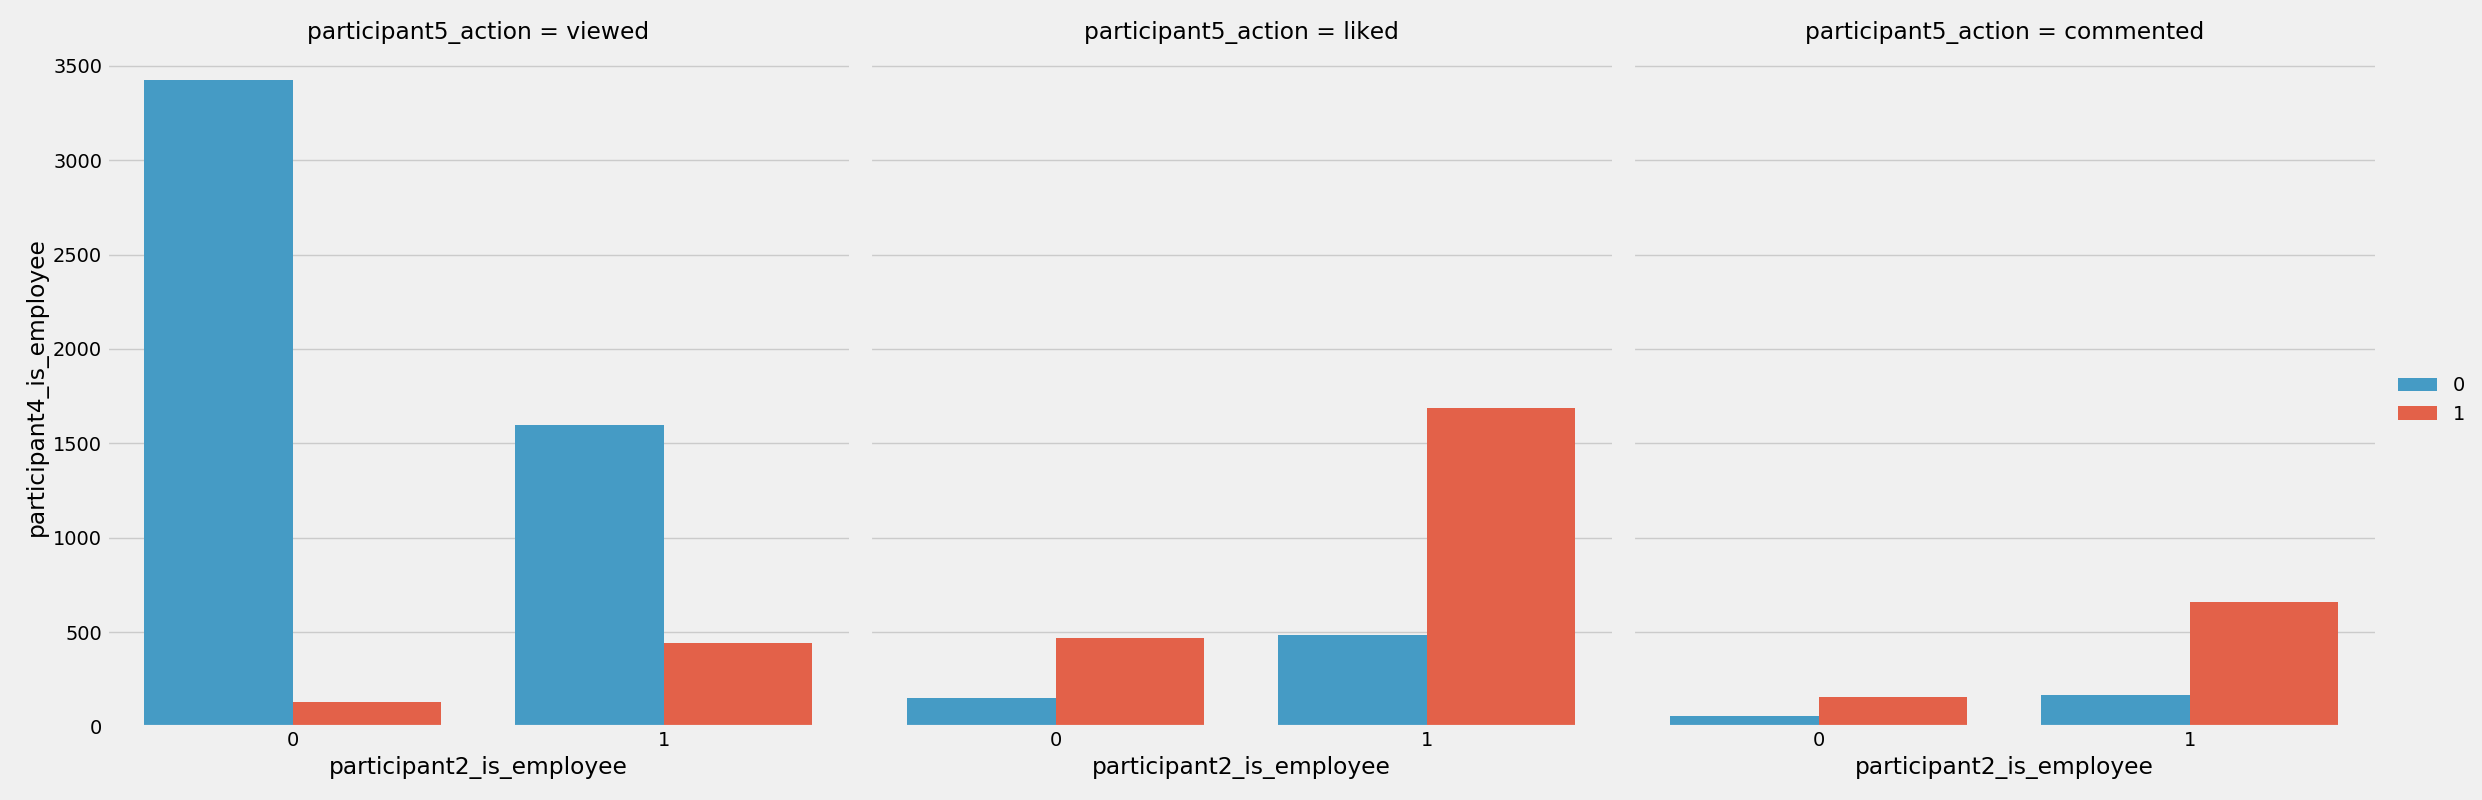 participant5_action = viewed
participant5_action = liked
participant5_action = commented
participant4_is_employee
3500
3000
2500
2000
1500
1000
500
0
0 1
0 1
0 1
participant2_is_employee
participant2_is_employee
participant2_is_employee
0
1